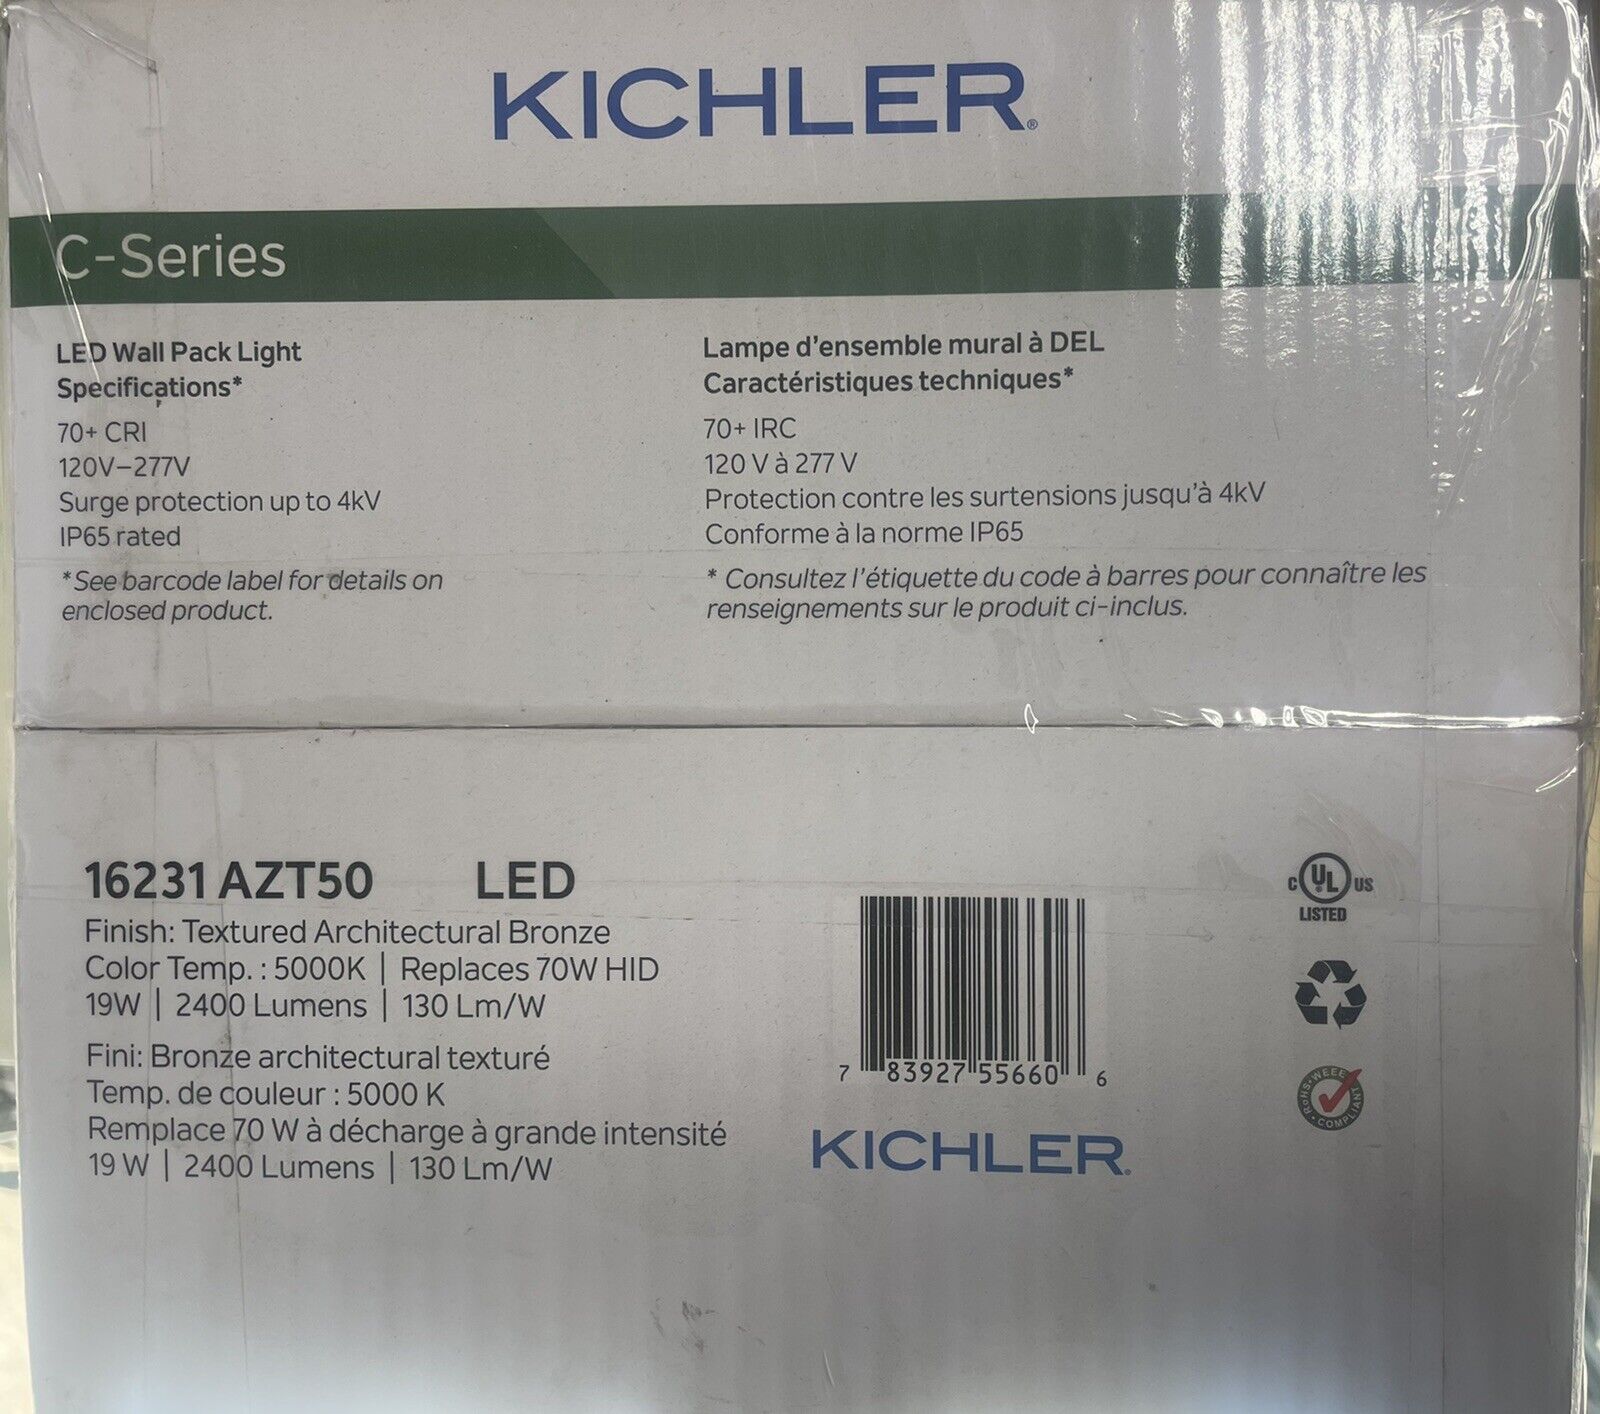 KICHLER®
C-Series
LED Wall Pack Light
Specifications*
70+ CRI
120V–277V
Surge protection up to 4kV
IP65 rated
*See barcode label for details on
enclosed product.
Lampe d'ensemble mural à DEL
Caractéristiques techniques*
70+ IRC
120 V à 277 V
Protection contre les surtensions jusqu'à 4kV
Conforme à la norme IP65
* Consultez l'étiquette du code à barres pour connaître les
renseignements sur le produit ci-inclus.
16231 AZT50 LED
Finish: Textured Architectural Bronze
Color Temp. : 5000K | Replaces 70W HID
19W | 2400 Lumens | 130 Lm/W
Fini: Bronze architectural texturé
Temp. de couleur : 5000 K
Remplace 70 W à décharge à grande intensité
19 W | 2400 Lumens | 130 Lm/W
7 83927 55660 6
KICHLER®
C UL® US
LISTED
RoHS • WEEE
• COMPLIANT